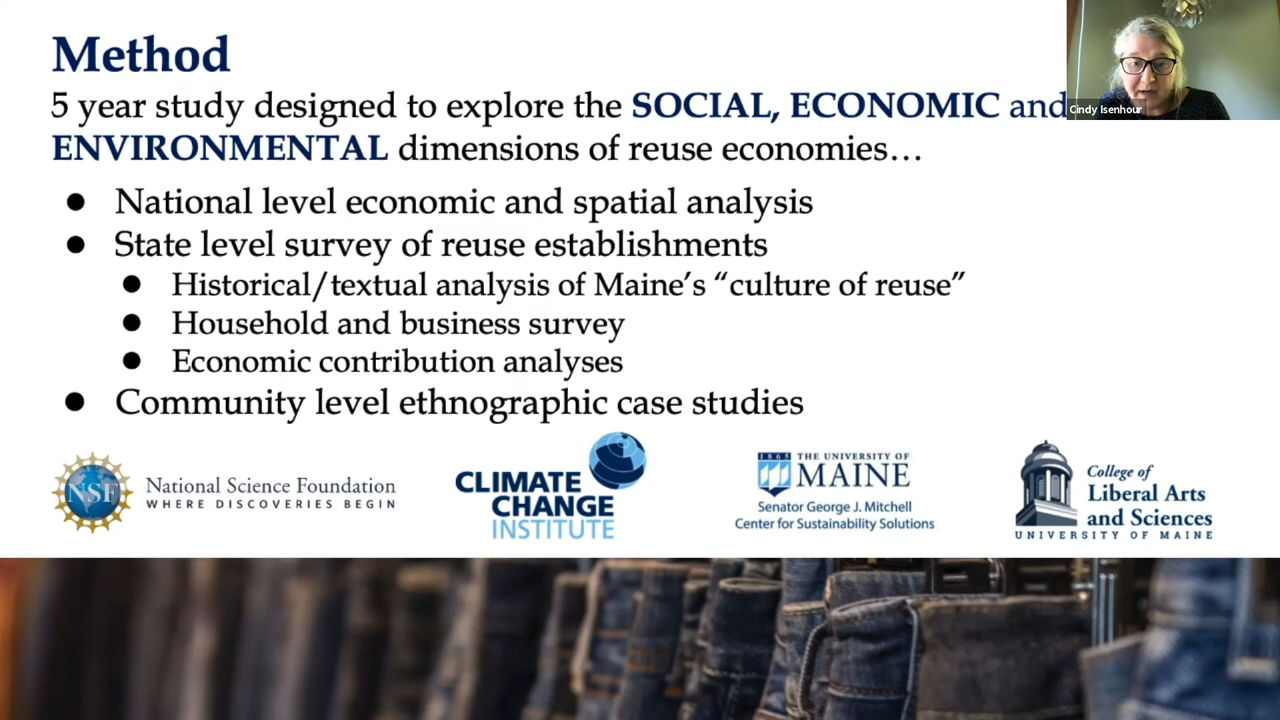 Method
5 year study designed to explore the SOCIAL, ECONOMIC and
ENVIRONMENTAL dimensions of reuse economies…
● National level economic and spatial analysis
● State level survey of reuse establishments
● Historical/textual analysis of Maine’s “culture of reuse”
● Household and business survey
● Economic contribution analyses
● Community level ethnographic case studies
Cindy Isenhour
NSF
National Science Foundation
WHERE DISCOVERIES BEGIN
CLIMATE
CHANGE
INSTITUTE
1865
THE UNIVERSITY OF
MAINE
Senator George J. Mitchell
Center for Sustainability Solutions
College of
Liberal Arts
and Sciences
UNIVERSITY OF MAINE